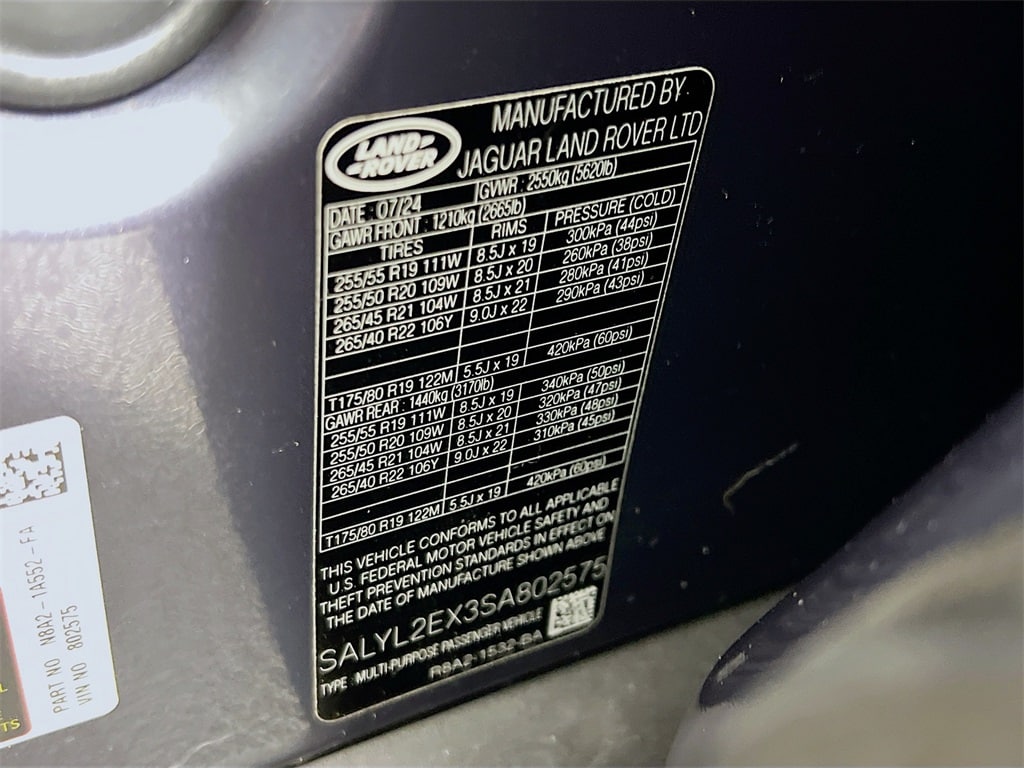 LAND ROVER
MANUFACTURED BY
JAGUAR LAND ROVER LTD
DATE : 07/24 GVWR : 2550kg (5620lb)
GAWR FRONT : 1210kg (2665lb)
TIRES RIMS PRESSURE (COLD)
255/55 R19 111W 8.5J x 19 300kPa (44psi)
255/50 R20 109W 8.5J x 20 260kPa (38psi)
265/45 R21 104W 8.5J x 21 280kPa (41psi)
265/40 R22 106Y 9.0J x 22 290kPa (43psi)
T175/80 R19 122M 5.5J x 19 420kPa (60psi)
GAWR REAR : 1440kg (3170lb)
255/55 R19 111W 8.5J x 19 340kPa (50psi)
255/50 R20 109W 8.5J x 20 320kPa (47psi)
265/45 R21 104W 8.5J x 21 330kPa (48psi)
265/40 R22 106Y 9.0J x 22 310kPa (45psi)
T175/80 R19 122M 5.5J x 19 420kPa (60psi)
THIS VEHICLE CONFORMS TO ALL APPLICABLE
U.S. FEDERAL MOTOR VEHICLE SAFETY AND
THEFT PREVENTION STANDARDS IN EFFECT ON
THE DATE OF MANUFACTURE SHOWN ABOVE
SALYL2EX3SA802575
TYPE : MULTI-PURPOSE PASSENGER VEHICLE
R8A2-1532-BA
PART NO N8A2-1A552-FA
VIN NO 802575